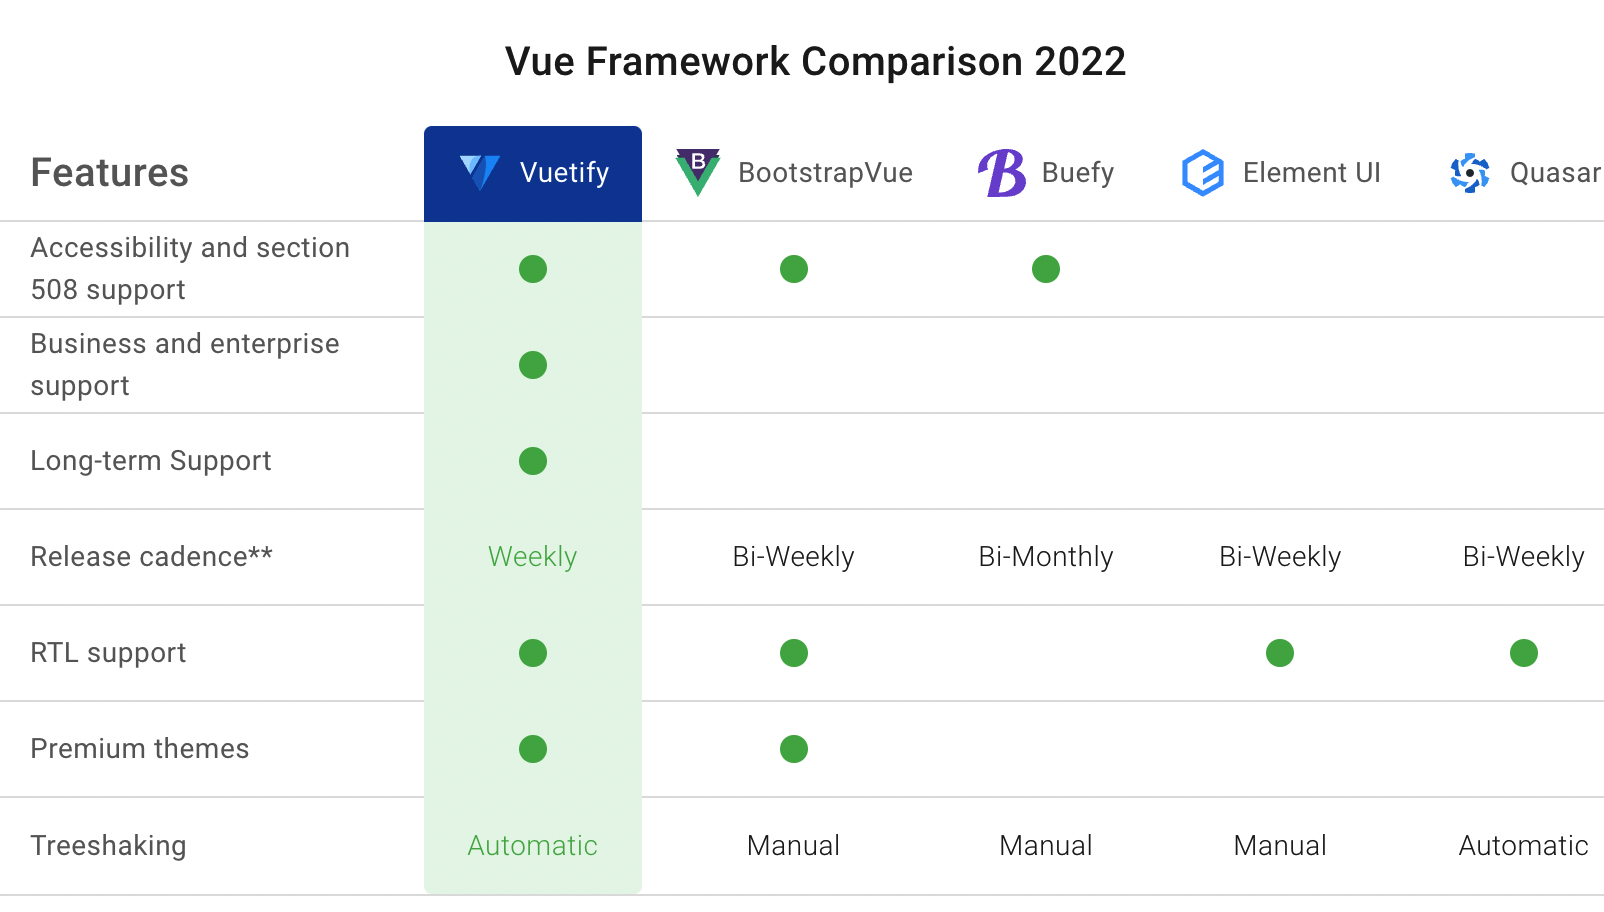 Vue Framework Comparison 2022
Features Vuetify B BootstrapVue Buefy Element UI Quasar
Accessibility and section
508 support
Business and enterprise
support
Long-term Support
Release cadence** Weekly Bi-Weekly Bi-Monthly Bi-Weekly Bi-Weekly
RTL support
Premium themes
Treeshaking Automatic Manual Manual Manual Automatic